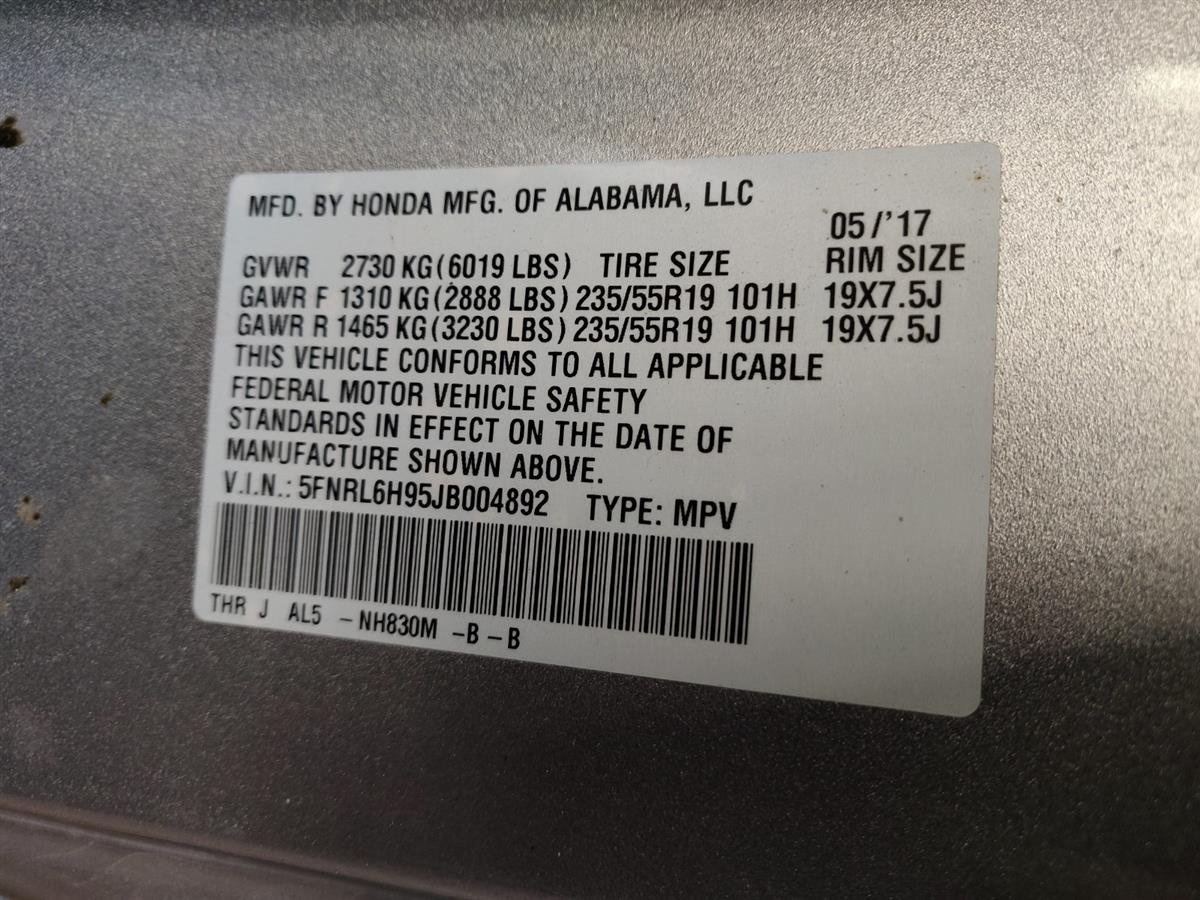 MFD. BY HONDA MFG. OF ALABAMA, LLC
05/'17
GVWR 2730 KG (6019 LBS) TIRE SIZE RIM SIZE
GAWR F 1310 KG (2888 LBS) 235/55R19 101H 19X7.5J
GAWR R 1465 KG (3230 LBS) 235/55R19 101H 19X7.5J
THIS VEHICLE CONFORMS TO ALL APPLICABLE
FEDERAL MOTOR VEHICLE SAFETY
STANDARDS IN EFFECT ON THE DATE OF
MANUFACTURE SHOWN ABOVE.
V.I.N.: 5FNRL6H95JB004892 TYPE: MPV
THR J AL5 – NH830M – B – B